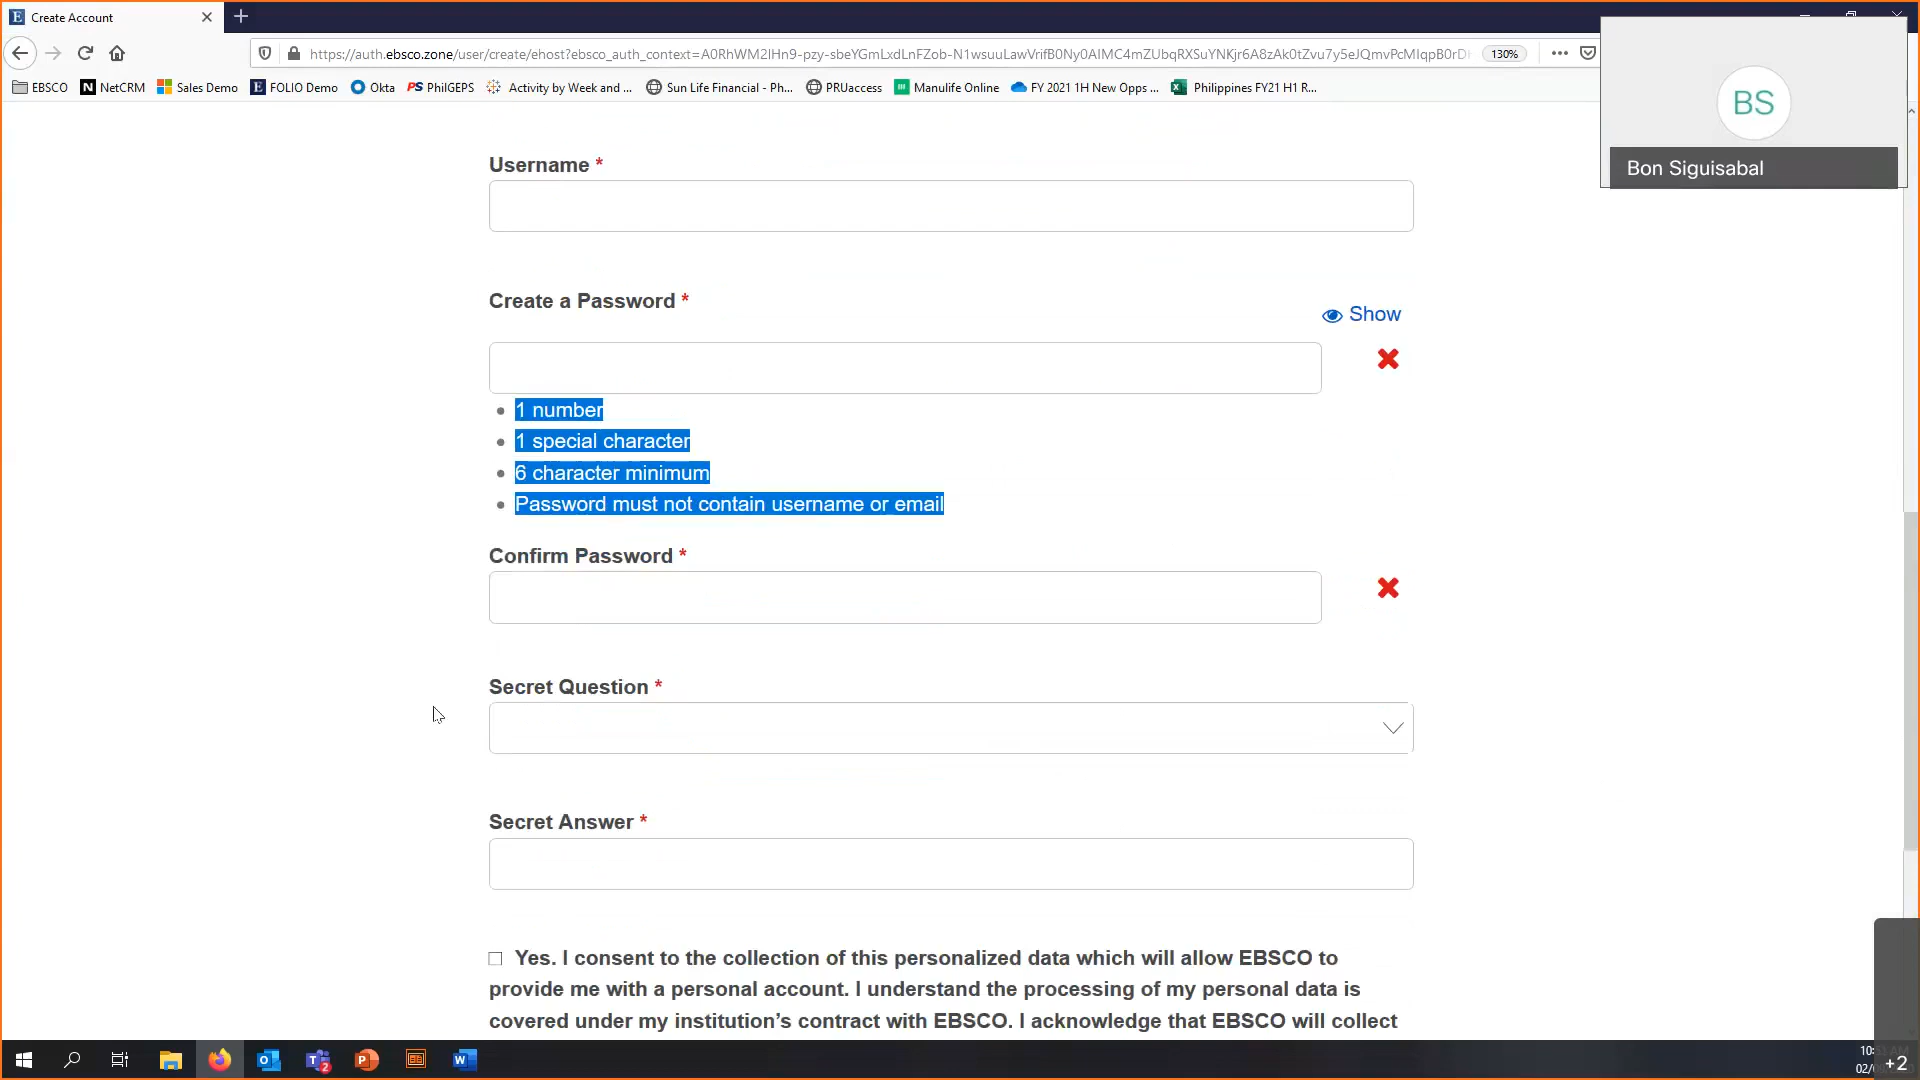 Create Account
https://auth.ebsco.zone/user/create/ehost?ebsco_auth_context=A0RhWM2lHn9-pzy-sbeYGmLxdLnFZob-N1wsuuLawVrifB0Ny0AIMC4mZUbqRXSuYNKjr6A8zAk0tZvu7y5eJQmvPcMIqpB0rD
130%
EBSCO
NetCRM
Sales Demo
FOLIO Demo
Okta
PhilGEPS
Activity by Week and ...
Sun Life Financial - Ph...
PRUaccess
Manulife Online
FY 2021 1H New Opps ...
Philippines FY21 H1 R...
BS
Bon Siguisabal
Username *
Create a Password *
Show
1 number
1 special character
6 character minimum
Password must not contain username or email
Confirm Password *
Secret Question *
Secret Answer *
Yes. I consent to the collection of this personalized data which will allow EBSCO to
provide me with a personal account. I understand the processing of my personal data is
covered under my institution’s contract with EBSCO. I acknowledge that EBSCO will collect
+2